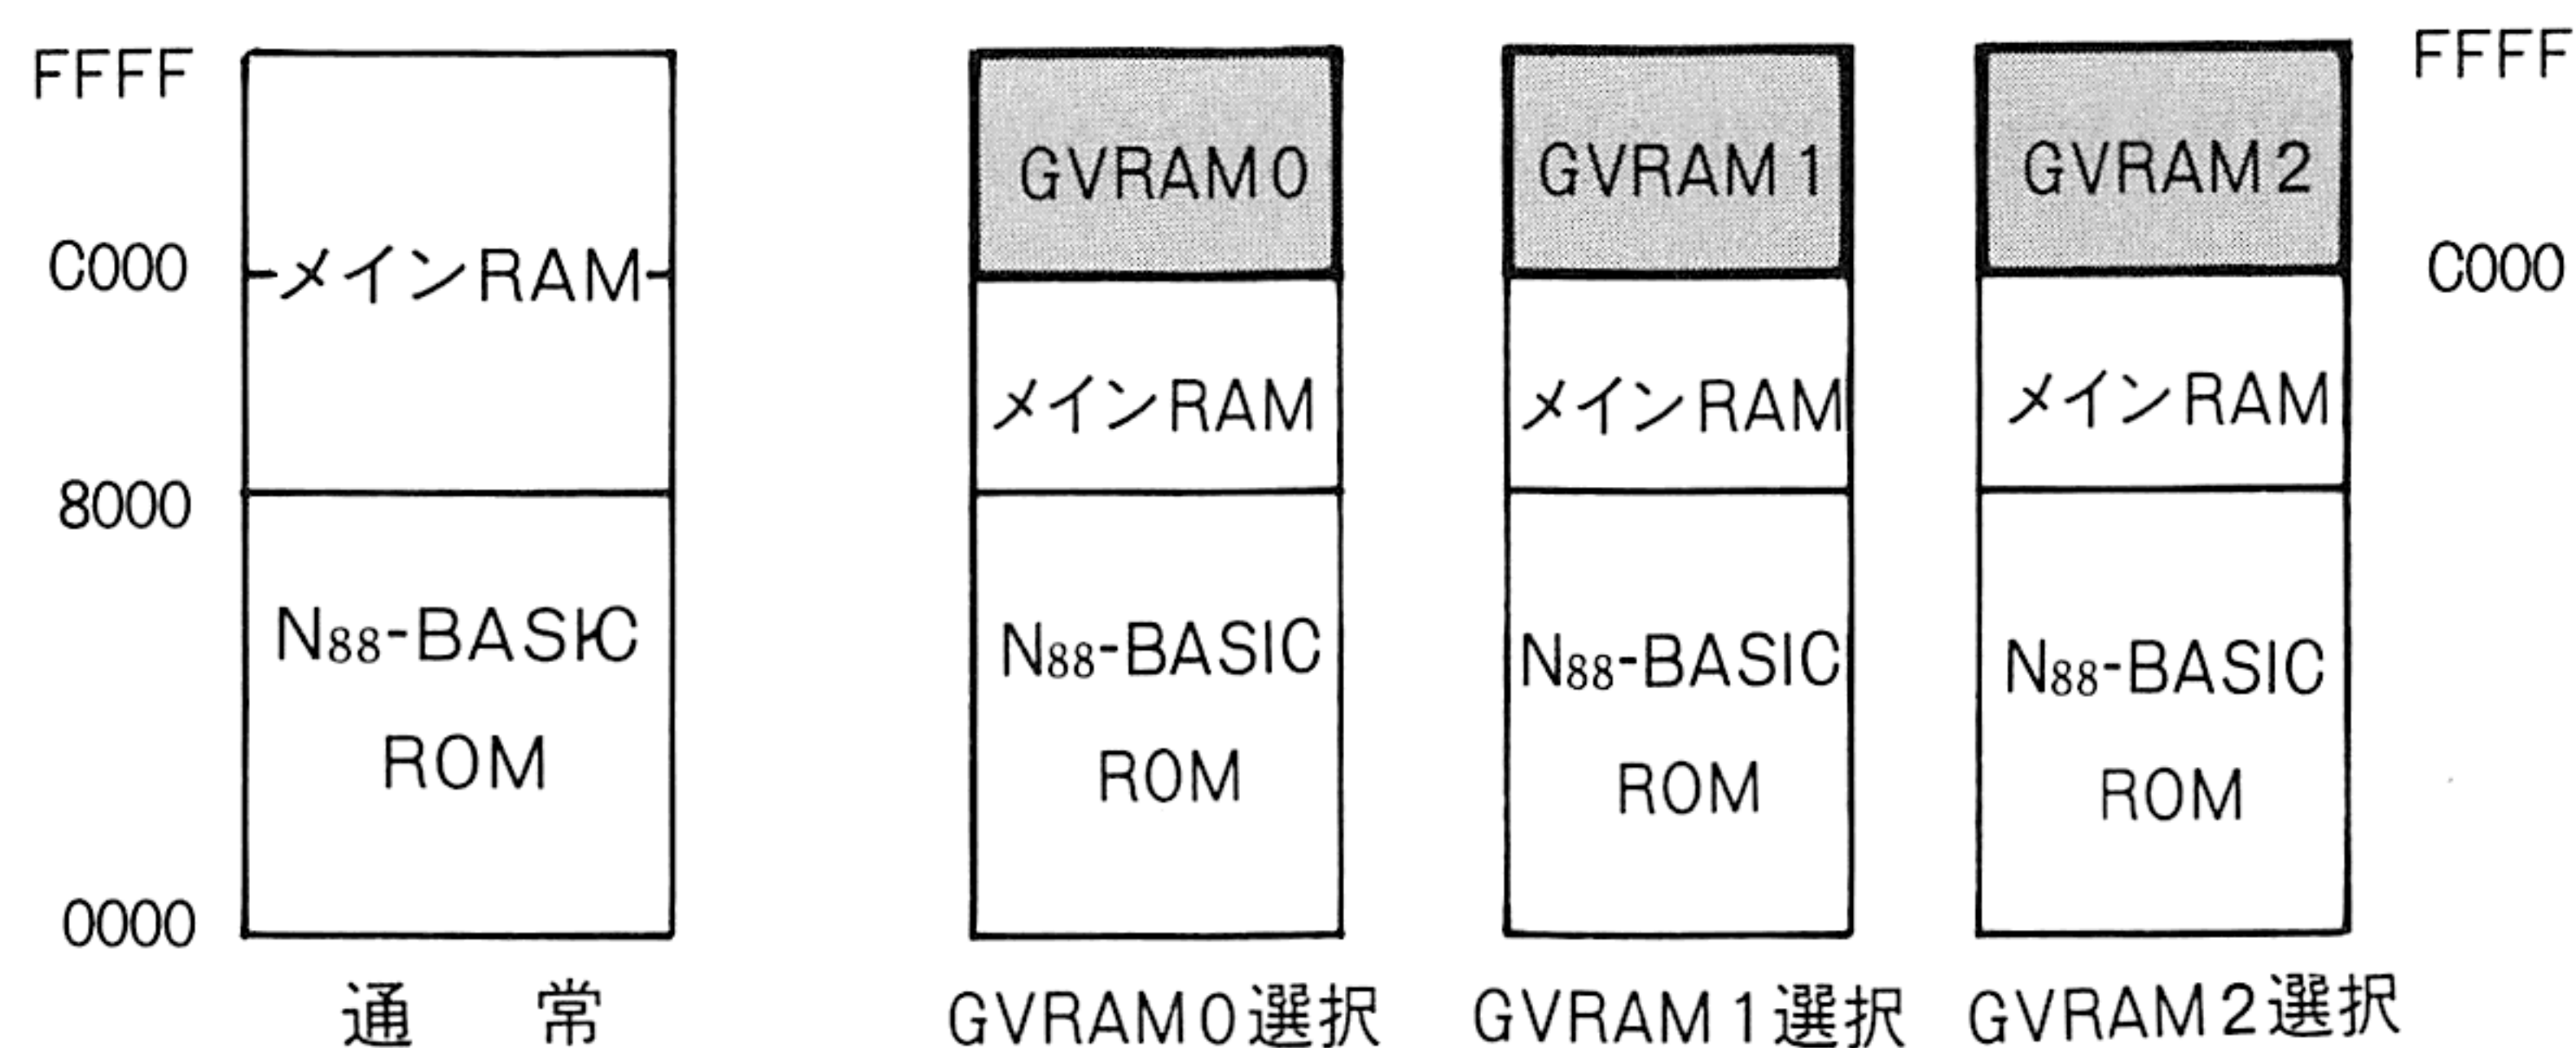 FFFF
C000
8000
0000
メインRAM
N88-BASIC
ROM
通 常
GVRAM0
メインRAM
N88-BASIC
ROM
GVRAM0選択
GVRAM1
メインRAM
N88-BASIC
ROM
GVRAM1選択
GVRAM2
メインRAM
N88-BASIC
ROM
GVRAM2選択
FFFF
C000